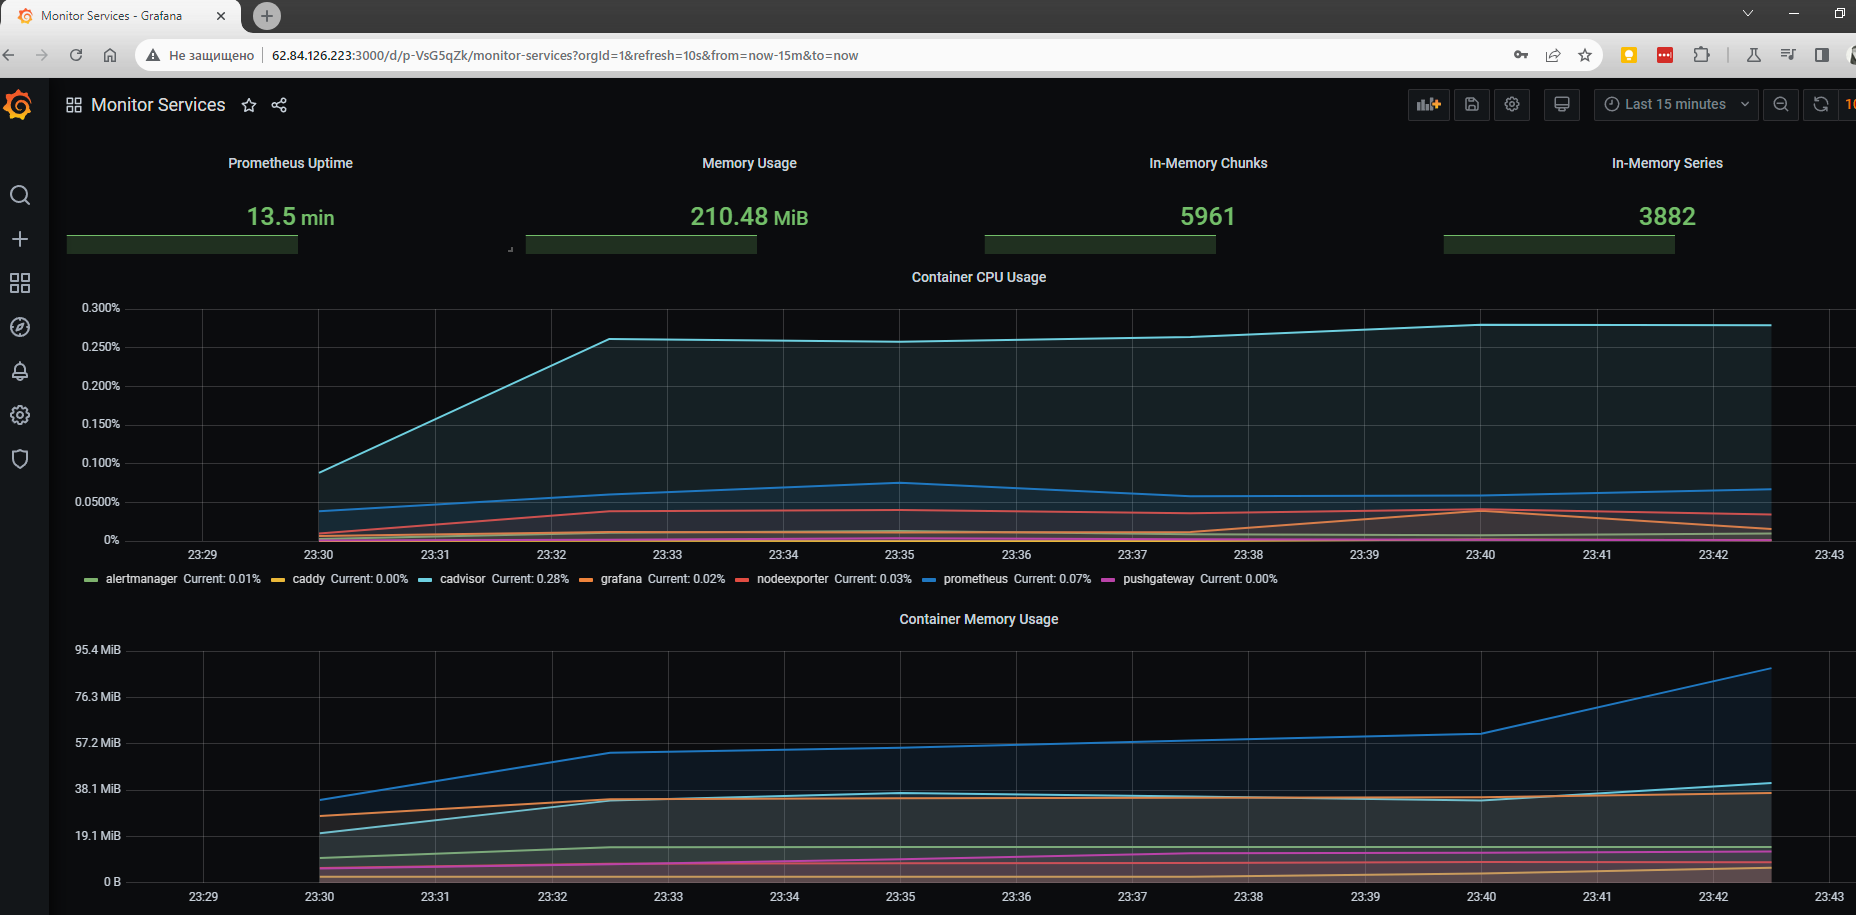 Monitor Services - Grafana
Не защищено 62.84.126.223:3000/d/p-VsG5qZk/monitor-services?orgId=1&refresh=10s&from=now-15m&to=now
Monitor Services Last 15 minutes
Prometheus Uptime Memory Usage In-Memory Chunks In-Memory Series
13.5 min 210.48 MiB 5961 3882
Container CPU Usage
0.300%
0.250%
0.200%
0.150%
0.100%
0.0500%
0%
23:29 23:30 23:31 23:32 23:33 23:34 23:35 23:36 23:37 23:38 23:39 23:40 23:41 23:42 23:43
alertmanager Current: 0.01% caddy Current: 0.00% cadvisor Current: 0.28% grafana Current: 0.02% nodeexporter Current: 0.03% prometheus Current: 0.07% pushgateway Current: 0.00%
Container Memory Usage
95.4 MiB
76.3 MiB
57.2 MiB
38.1 MiB
19.1 MiB
0 B
23:29 23:30 23:31 23:32 23:33 23:34 23:35 23:36 23:37 23:38 23:39 23:40 23:41 23:42 23:43